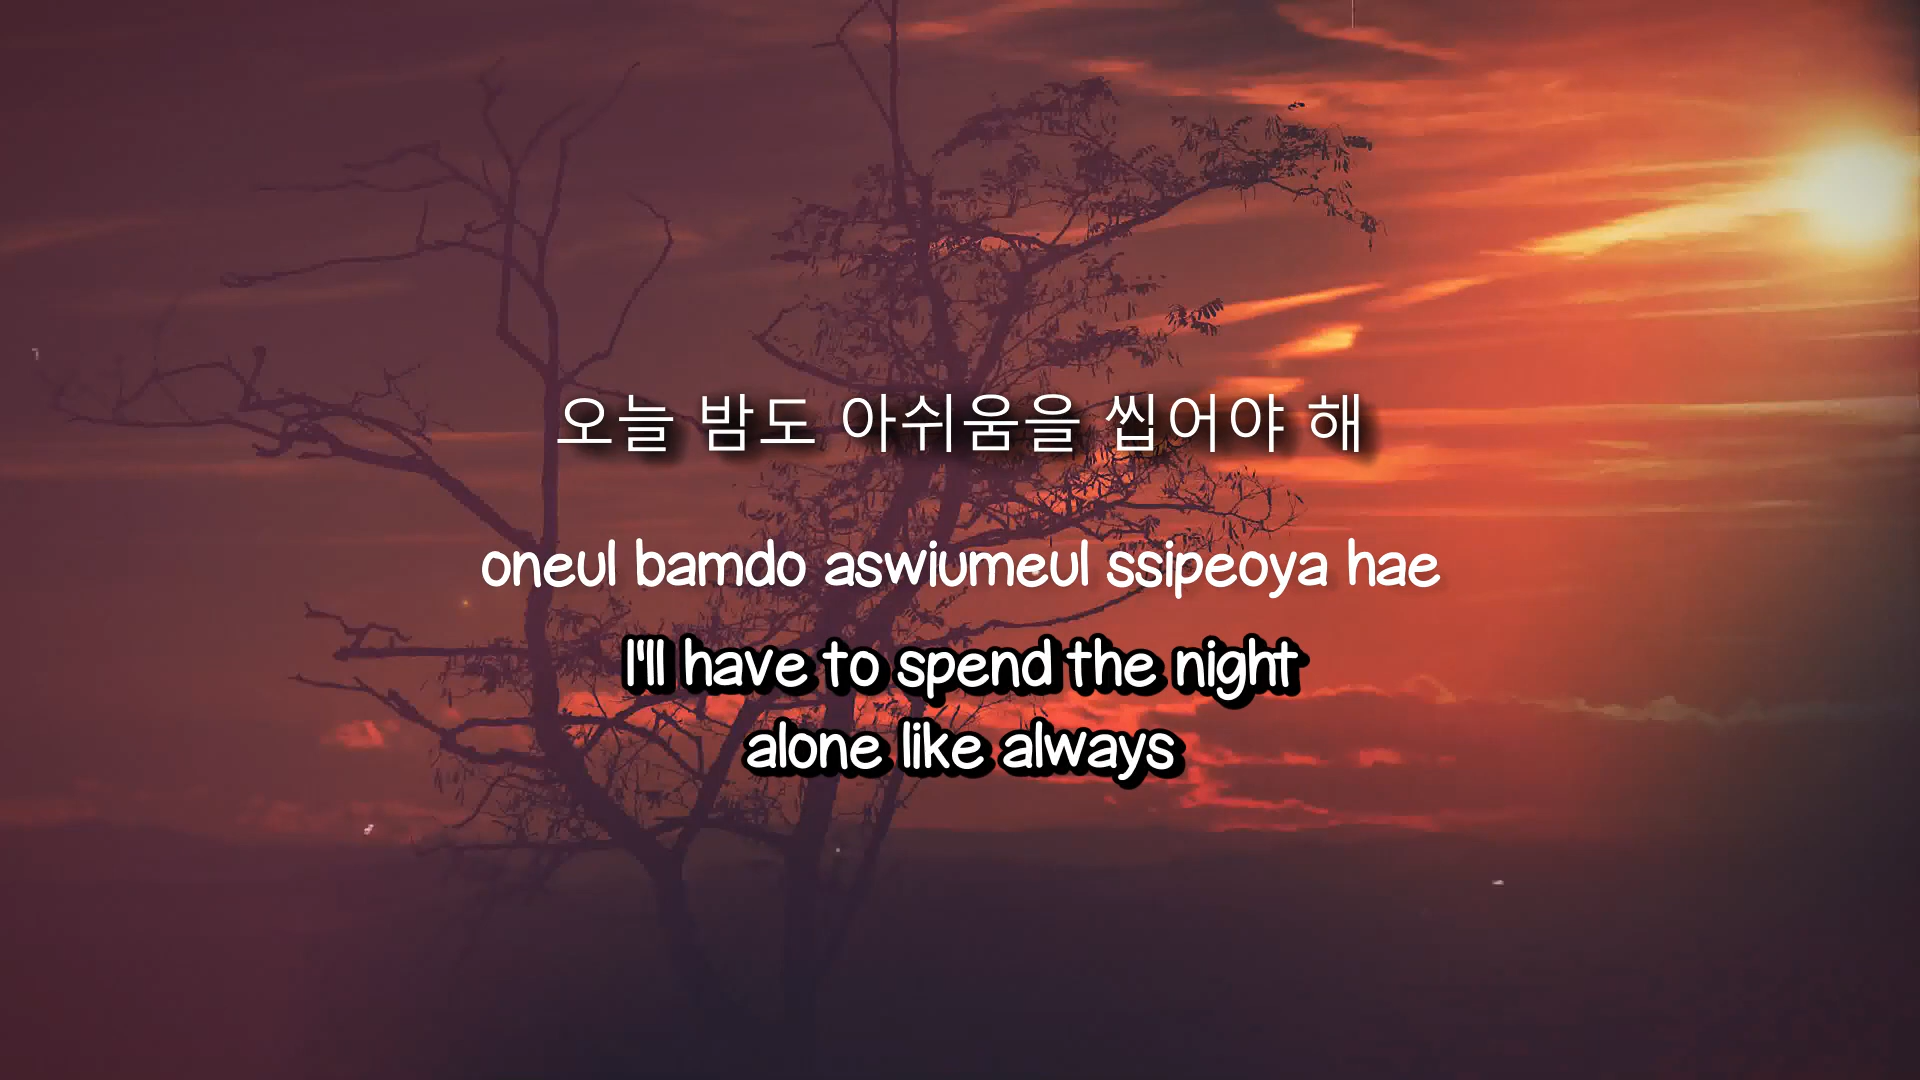 오늘 밤도 아쉬움을 씹어야 해
oneul bamdo aswiumeul ssipeoya hae
I'll have to spend the night
alone like always